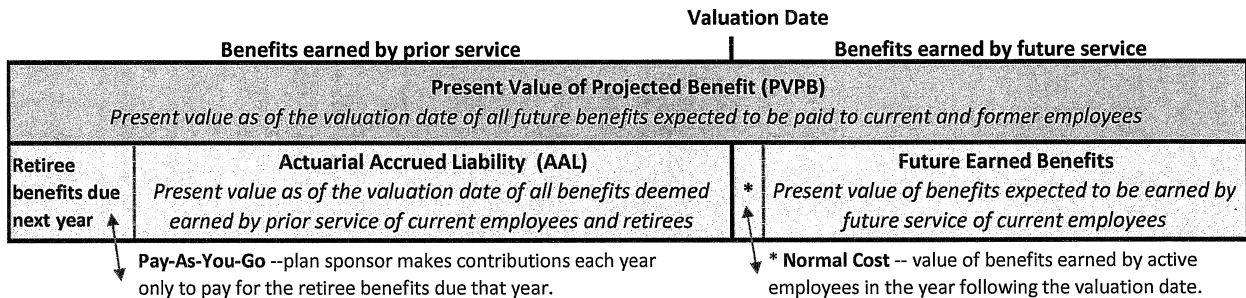 Valuation Date
Benefits earned by prior service
Benefits earned by future service
Present Value of Projected Benefit (PVPB)
Present value as of the valuation date of all future benefits expected to be paid to current and former employees
Retiree
benefits due
next year
Actuarial Accrued Liability (AAL)
Present value as of the valuation date of all benefits deemed
earned by prior service of current employees and retirees
*
Future Earned Benefits
Present value of benefits expected to be earned by
future service of current employees
Pay-As-You-Go --plan sponsor makes contributions each year
only to pay for the retiree benefits due that year.
* Normal Cost -- value of benefits earned by active
employees in the year following the valuation date.